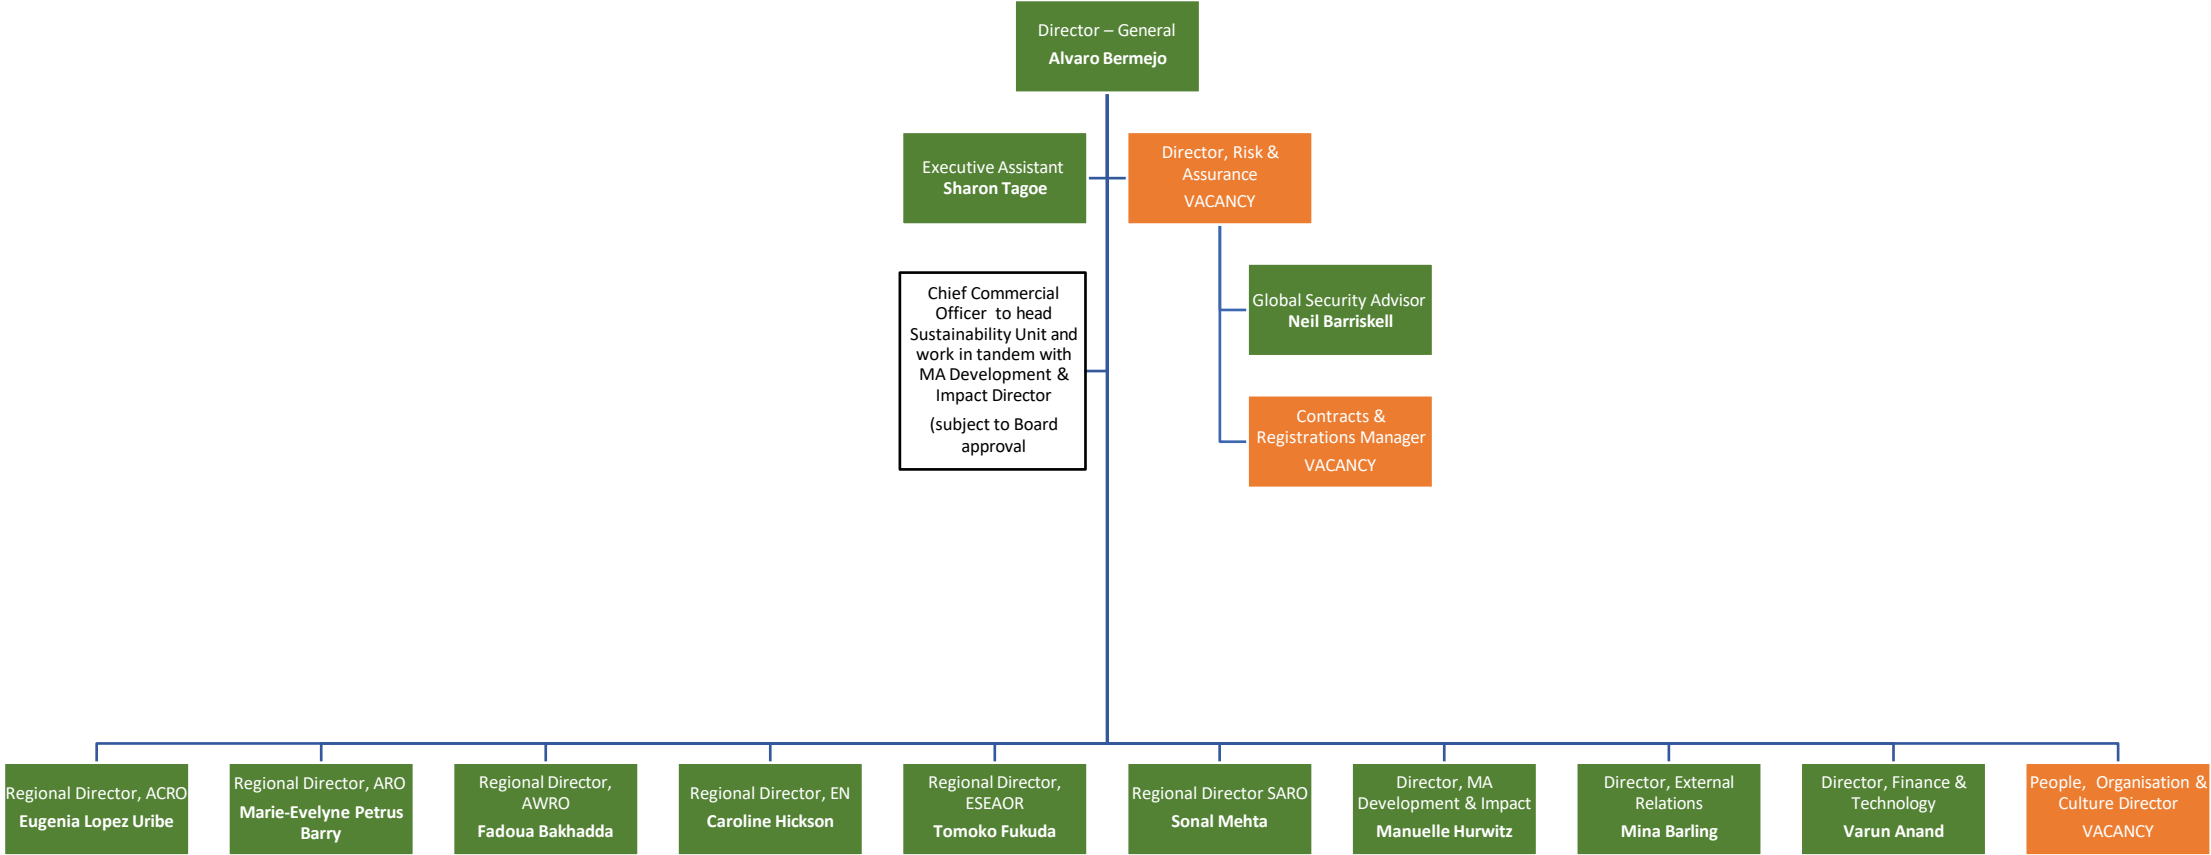 Director – General
Alvaro Bermejo
Executive Assistant
Sharon Tagoe
Director, Risk &
Assurance
VACANCY
Chief Commercial
Officer  to head
Sustainability Unit and
work in tandem with
MA Development &
Impact Director
(subject to Board
approval
Global Security Advisor
Neil Barriskell
Contracts &
Registrations Manager
VACANCY
Regional Director, ACRO
Eugenia Lopez Uribe
Regional Director, ARO
Marie-Evelyne Petrus
Barry
Regional Director,
AWRO
Fadoua Bakhadda
Regional Director, EN
Caroline Hickson
Regional Director,
ESEAOR
Tomoko Fukuda
Regional Director SARO
Sonal Mehta
Director, MA
Development & Impact
Manuelle Hurwitz
Director, External
Relations
Mina Barling
Director, Finance &
Technology
Varun Anand
People,  Organisation &
Culture Director
VACANCY